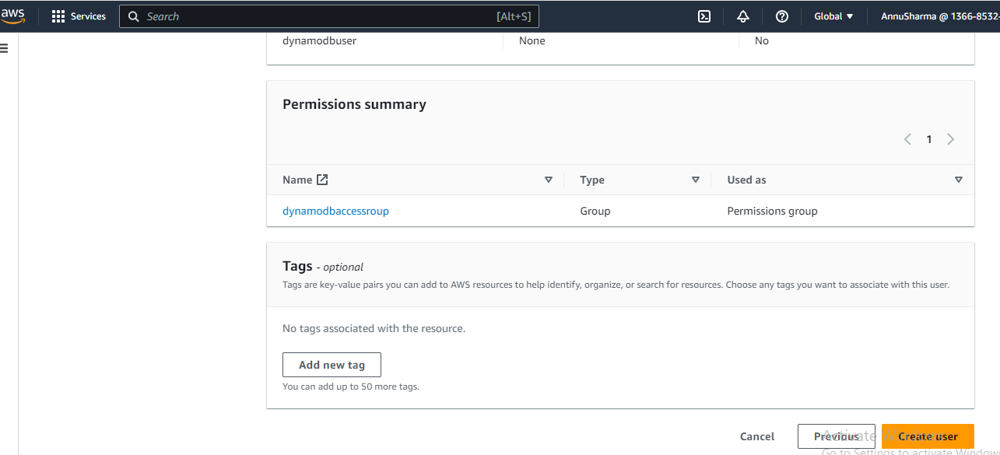 aws Services Search [Alt+S] Global AnnuSharma @ 1366-8532-
dynamodbuser None No
Permissions summary
1
Name Type Used as
dynamodbaccessroup Group Permissions group
Tags - optional
Tags are key-value pairs you can add to AWS resources to help identify, organize, or search for resources. Choose any tags you want to associate with this user.
No tags associated with the resource.
Add new tag
You can add up to 50 more tags.
Cancel Previous Create user
Activate Windows
Go to Settings to activate Windows